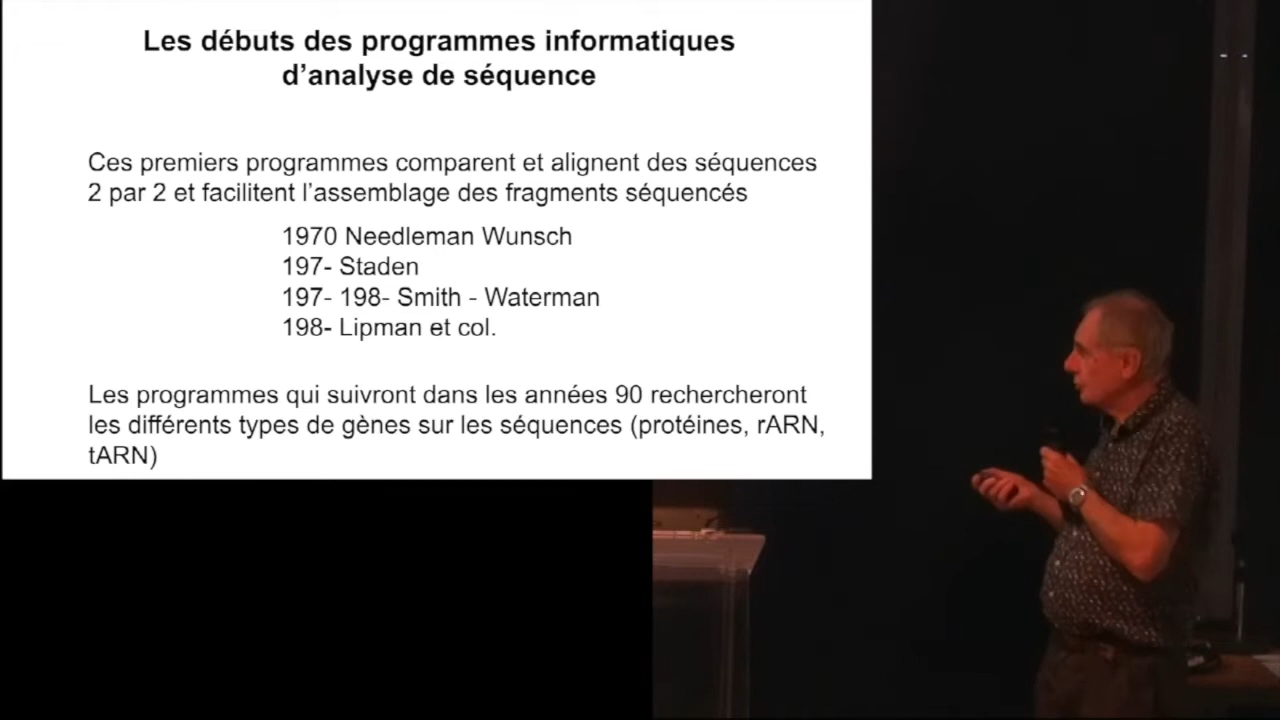 Les débuts des programmes informatiques
d’analyse de séquence
Ces premiers programmes comparent et alignent des séquences
2 par 2 et facilitent l’assemblage des fragments séquencés
1970 Needleman Wunsch
197- Staden
197- 198- Smith - Waterman
198- Lipman et col.
Les programmes qui suivront dans les années 90 rechercheront
les différents types de gènes sur les séquences (protéines, rARN,
tARN)